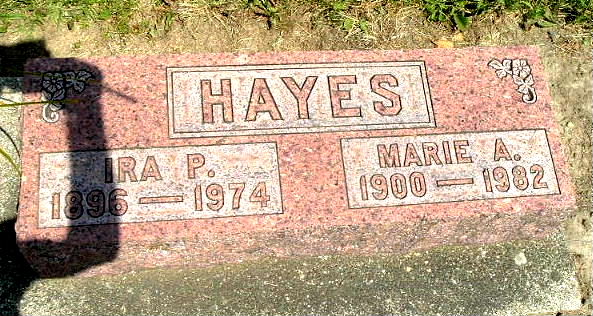 HAYES
IRA P.
1896 — 1974
MARIE A.
1900 — 1982